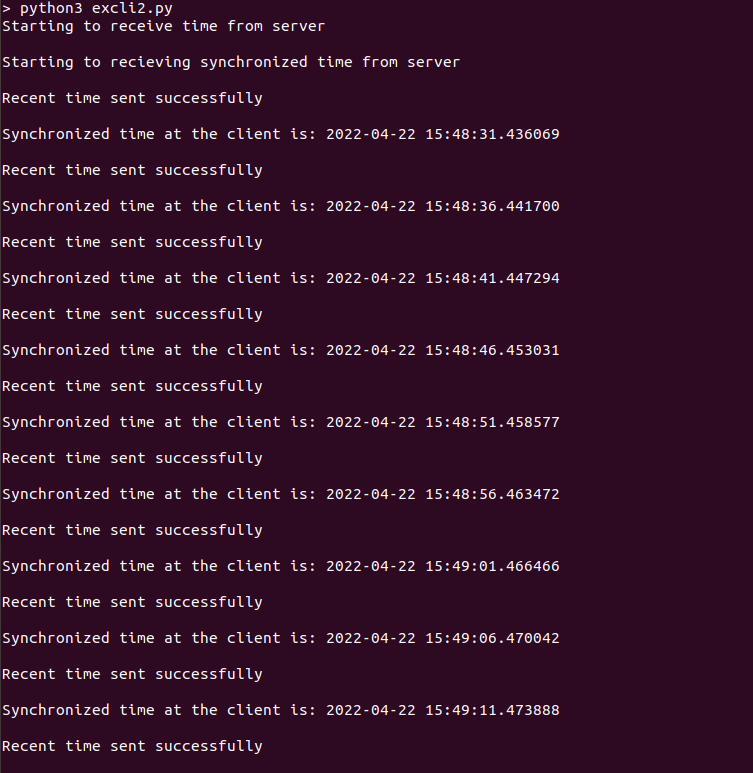 > python3 excli2.py
Starting to receive time from server
Starting to recieving synchronized time from server
Recent time sent successfully
Synchronized time at the client is: 2022-04-22 15:48:31.436069
Recent time sent successfully
Synchronized time at the client is: 2022-04-22 15:48:36.441700
Recent time sent successfully
Synchronized time at the client is: 2022-04-22 15:48:41.447294
Recent time sent successfully
Synchronized time at the client is: 2022-04-22 15:48:46.453031
Recent time sent successfully
Synchronized time at the client is: 2022-04-22 15:48:51.458577
Recent time sent successfully
Synchronized time at the client is: 2022-04-22 15:48:56.463472
Recent time sent successfully
Synchronized time at the client is: 2022-04-22 15:49:01.466466
Recent time sent successfully
Synchronized time at the client is: 2022-04-22 15:49:06.470042
Recent time sent successfully
Synchronized time at the client is: 2022-04-22 15:49:11.473888
Recent time sent successfully